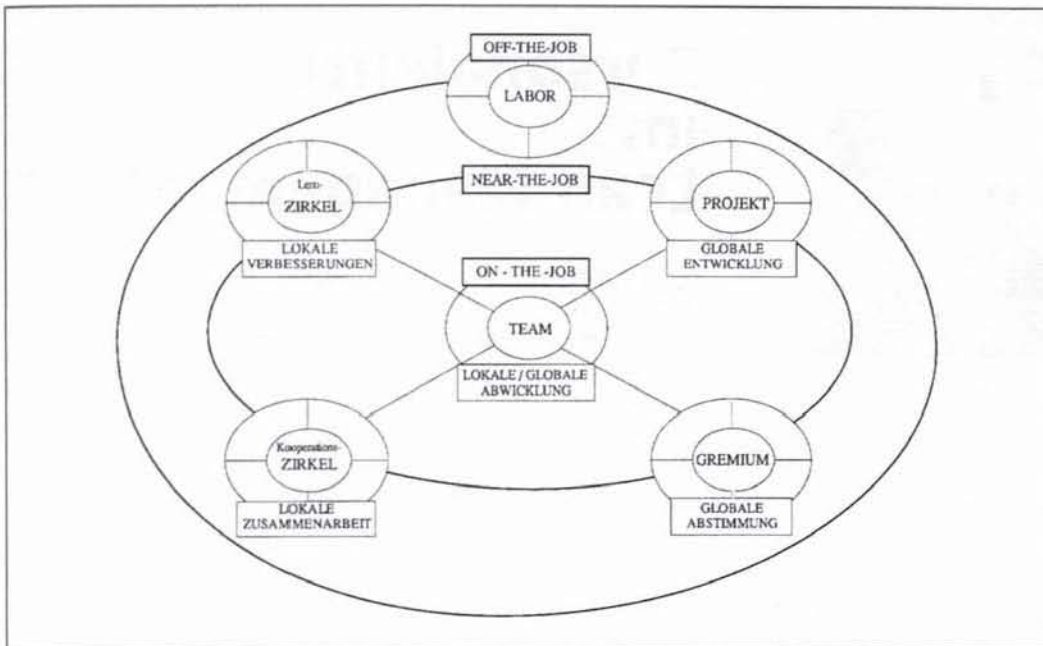 OFF-THE-JOB
LABOR
NEAR-THE-JOB
Lern-
ZIRKEL
LOKALE
VERBESSERUNGEN
PROJEKT
GLOBALE
ENTWICKLUNG
ON - THE -JOB
TEAM
LOKALE / GLOBALE
ABWICKLUNG
Kooperations-
ZIRKEL
LOKALE
ZUSAMMENARBEIT
GREMIUM
GLOBALE
ABSTIMMUNG